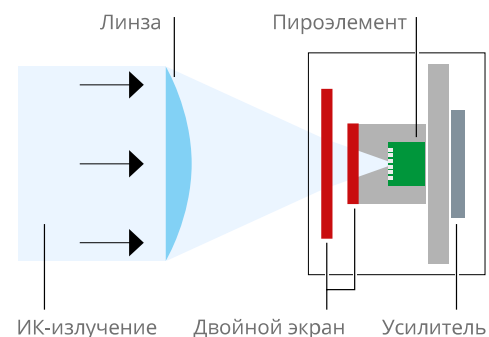 Линза
Пироэлемент
ИК-излучение
Двойной экран
Усилитель